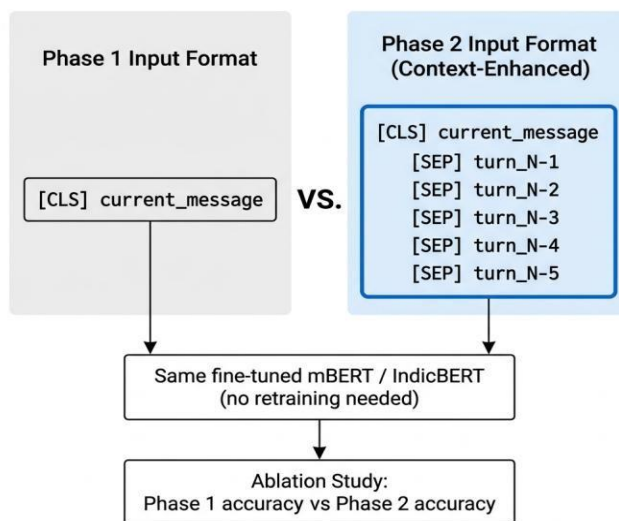 Phase 1 Input Format
[CLS] current_message
VS.
Phase 2 Input Format
(Context-Enhanced)
[CLS] current_message
[SEP] turn_N-1
[SEP] turn_N-2
[SEP] turn_N-3
[SEP] turn_N-4
[SEP] turn_N-5
Same fine-tuned mBERT / IndicBERT
(no retraining needed)
Ablation Study:
Phase 1 accuracy vs Phase 2 accuracy